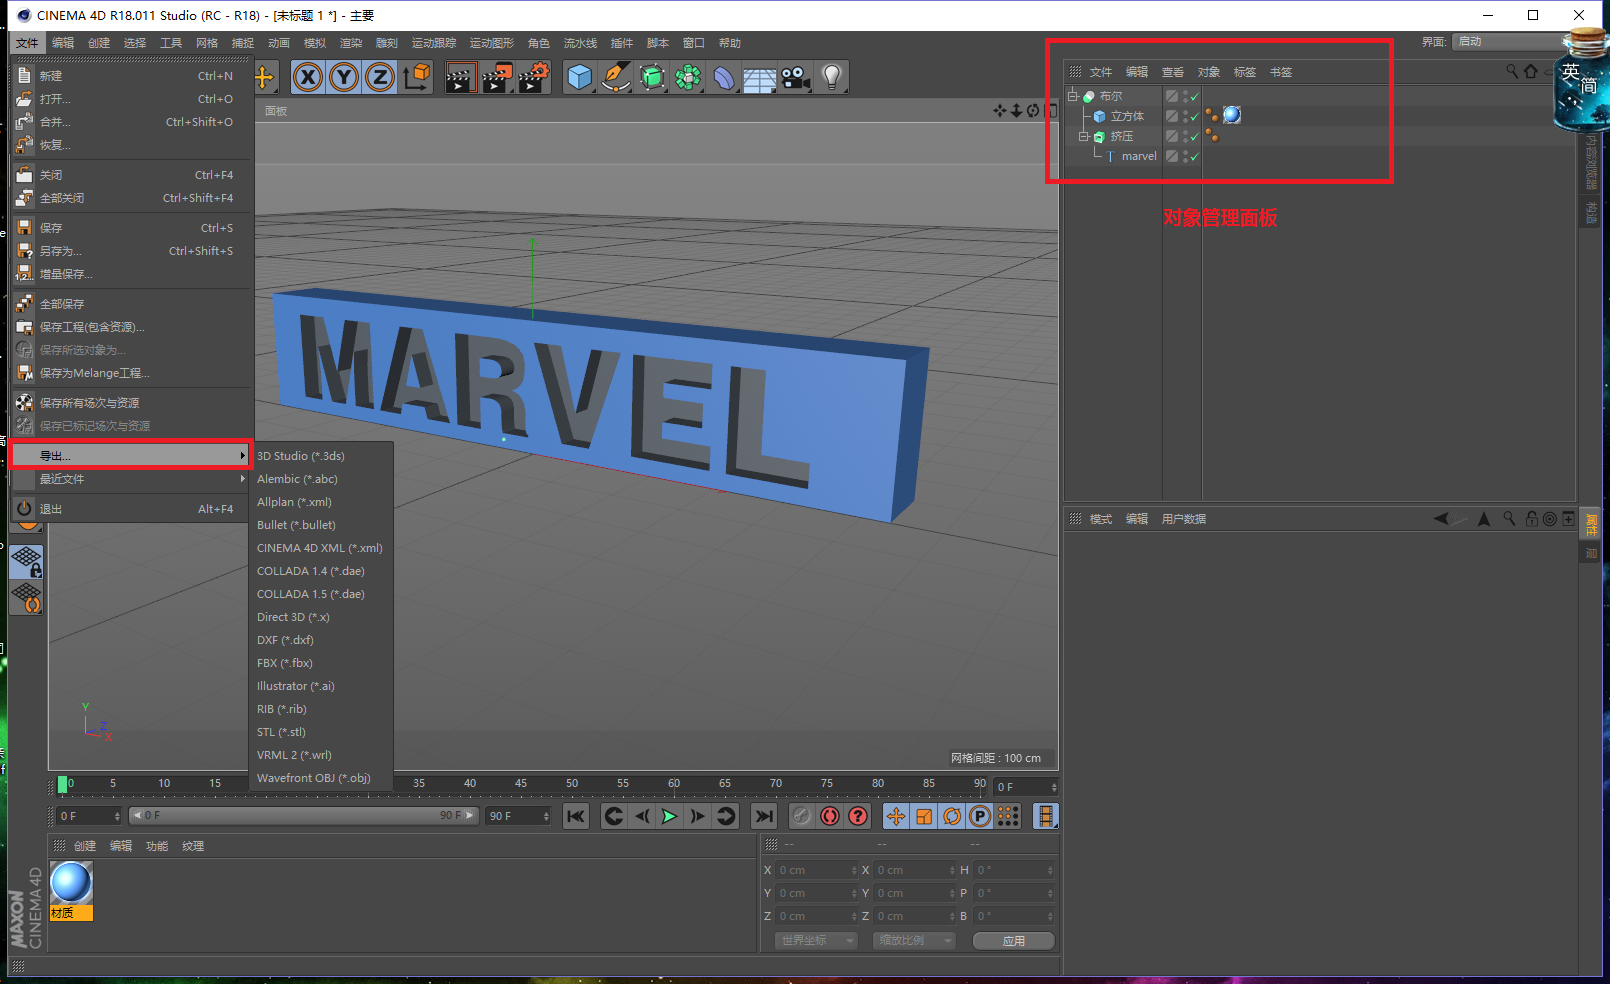 CINEMA 4D R18.011 Studio (RC - R18) - [未标题 1 *] - 主要
文件 编辑 创建 选择 工具 网格 捕捉 动画 模拟 渲染 雕刻 运动跟踪 运动图形 角色 流水线 插件 脚本 窗口 帮助
界面: 启动
英
简
新建 Ctrl+N
打开... Ctrl+O
合并... Ctrl+Shift+O
恢复...
关闭 Ctrl+F4
全部关闭 Ctrl+Shift+F4
保存 Ctrl+S
另存为... Ctrl+Shift+S
增量保存...
全部保存
保存工程(包含资源)...
保存所选对象为...
保存为Melange工程...
保存所有场次与资源
保存已标记场次与资源
导出...
最近文件
退出 Alt+F4
3D Studio (*.3ds)
Alembic (*.abc)
Allplan (*.xml)
Bullet (*.bullet)
CINEMA 4D XML (*.xml)
COLLADA 1.4 (*.dae)
COLLADA 1.5 (*.dae)
Direct 3D (*.x)
DXF (*.dxf)
FBX (*.fbx)
Illustrator (*.ai)
RIB (*.rib)
STL (*.stl)
VRML 2 (*.wrl)
Wavefront OBJ (*.obj)
X Y Z
面板
MARVEL
Y
Z
X
网格间距 : 100 cm
文件 编辑 查看 对象 标签 书签
布尔
立方体
挤压
marvel
对象管理面板
内容浏览器
构造
模式 编辑 用户数据
属性
层
0 5 10 15 35 40 45 50 55 60 65 70 75 80 85 90 0 F
0 F 0 F 90 F 90 F
创建 编辑 功能 纹理
材质
MAXON
CINEMA 4D
-- -- --
X 0 cm X 0 cm H 0 °
Y 0 cm Y 0 cm P 0 °
Z 0 cm Z 0 cm B 0 °
世界坐标 缩放比例 应用